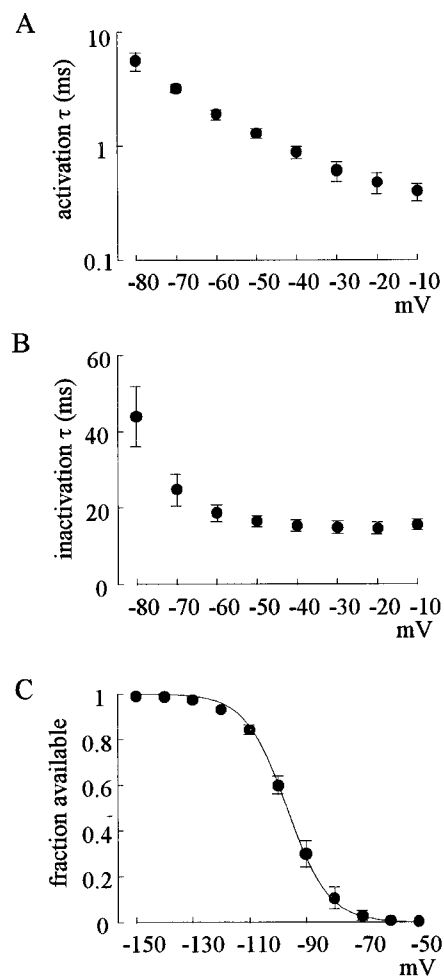 A
activation τ (ms)
10
1
0.1
-80 -70 -60 -50 -40 -30 -20 -10
mV
B
inactivation τ (ms)
60
40
20
0
-80 -70 -60 -50 -40 -30 -20 -10
mV
C
fraction available
1
0.8
0.6
0.4
0.2
0
-150 -130 -110 -90 -70 -50
mV